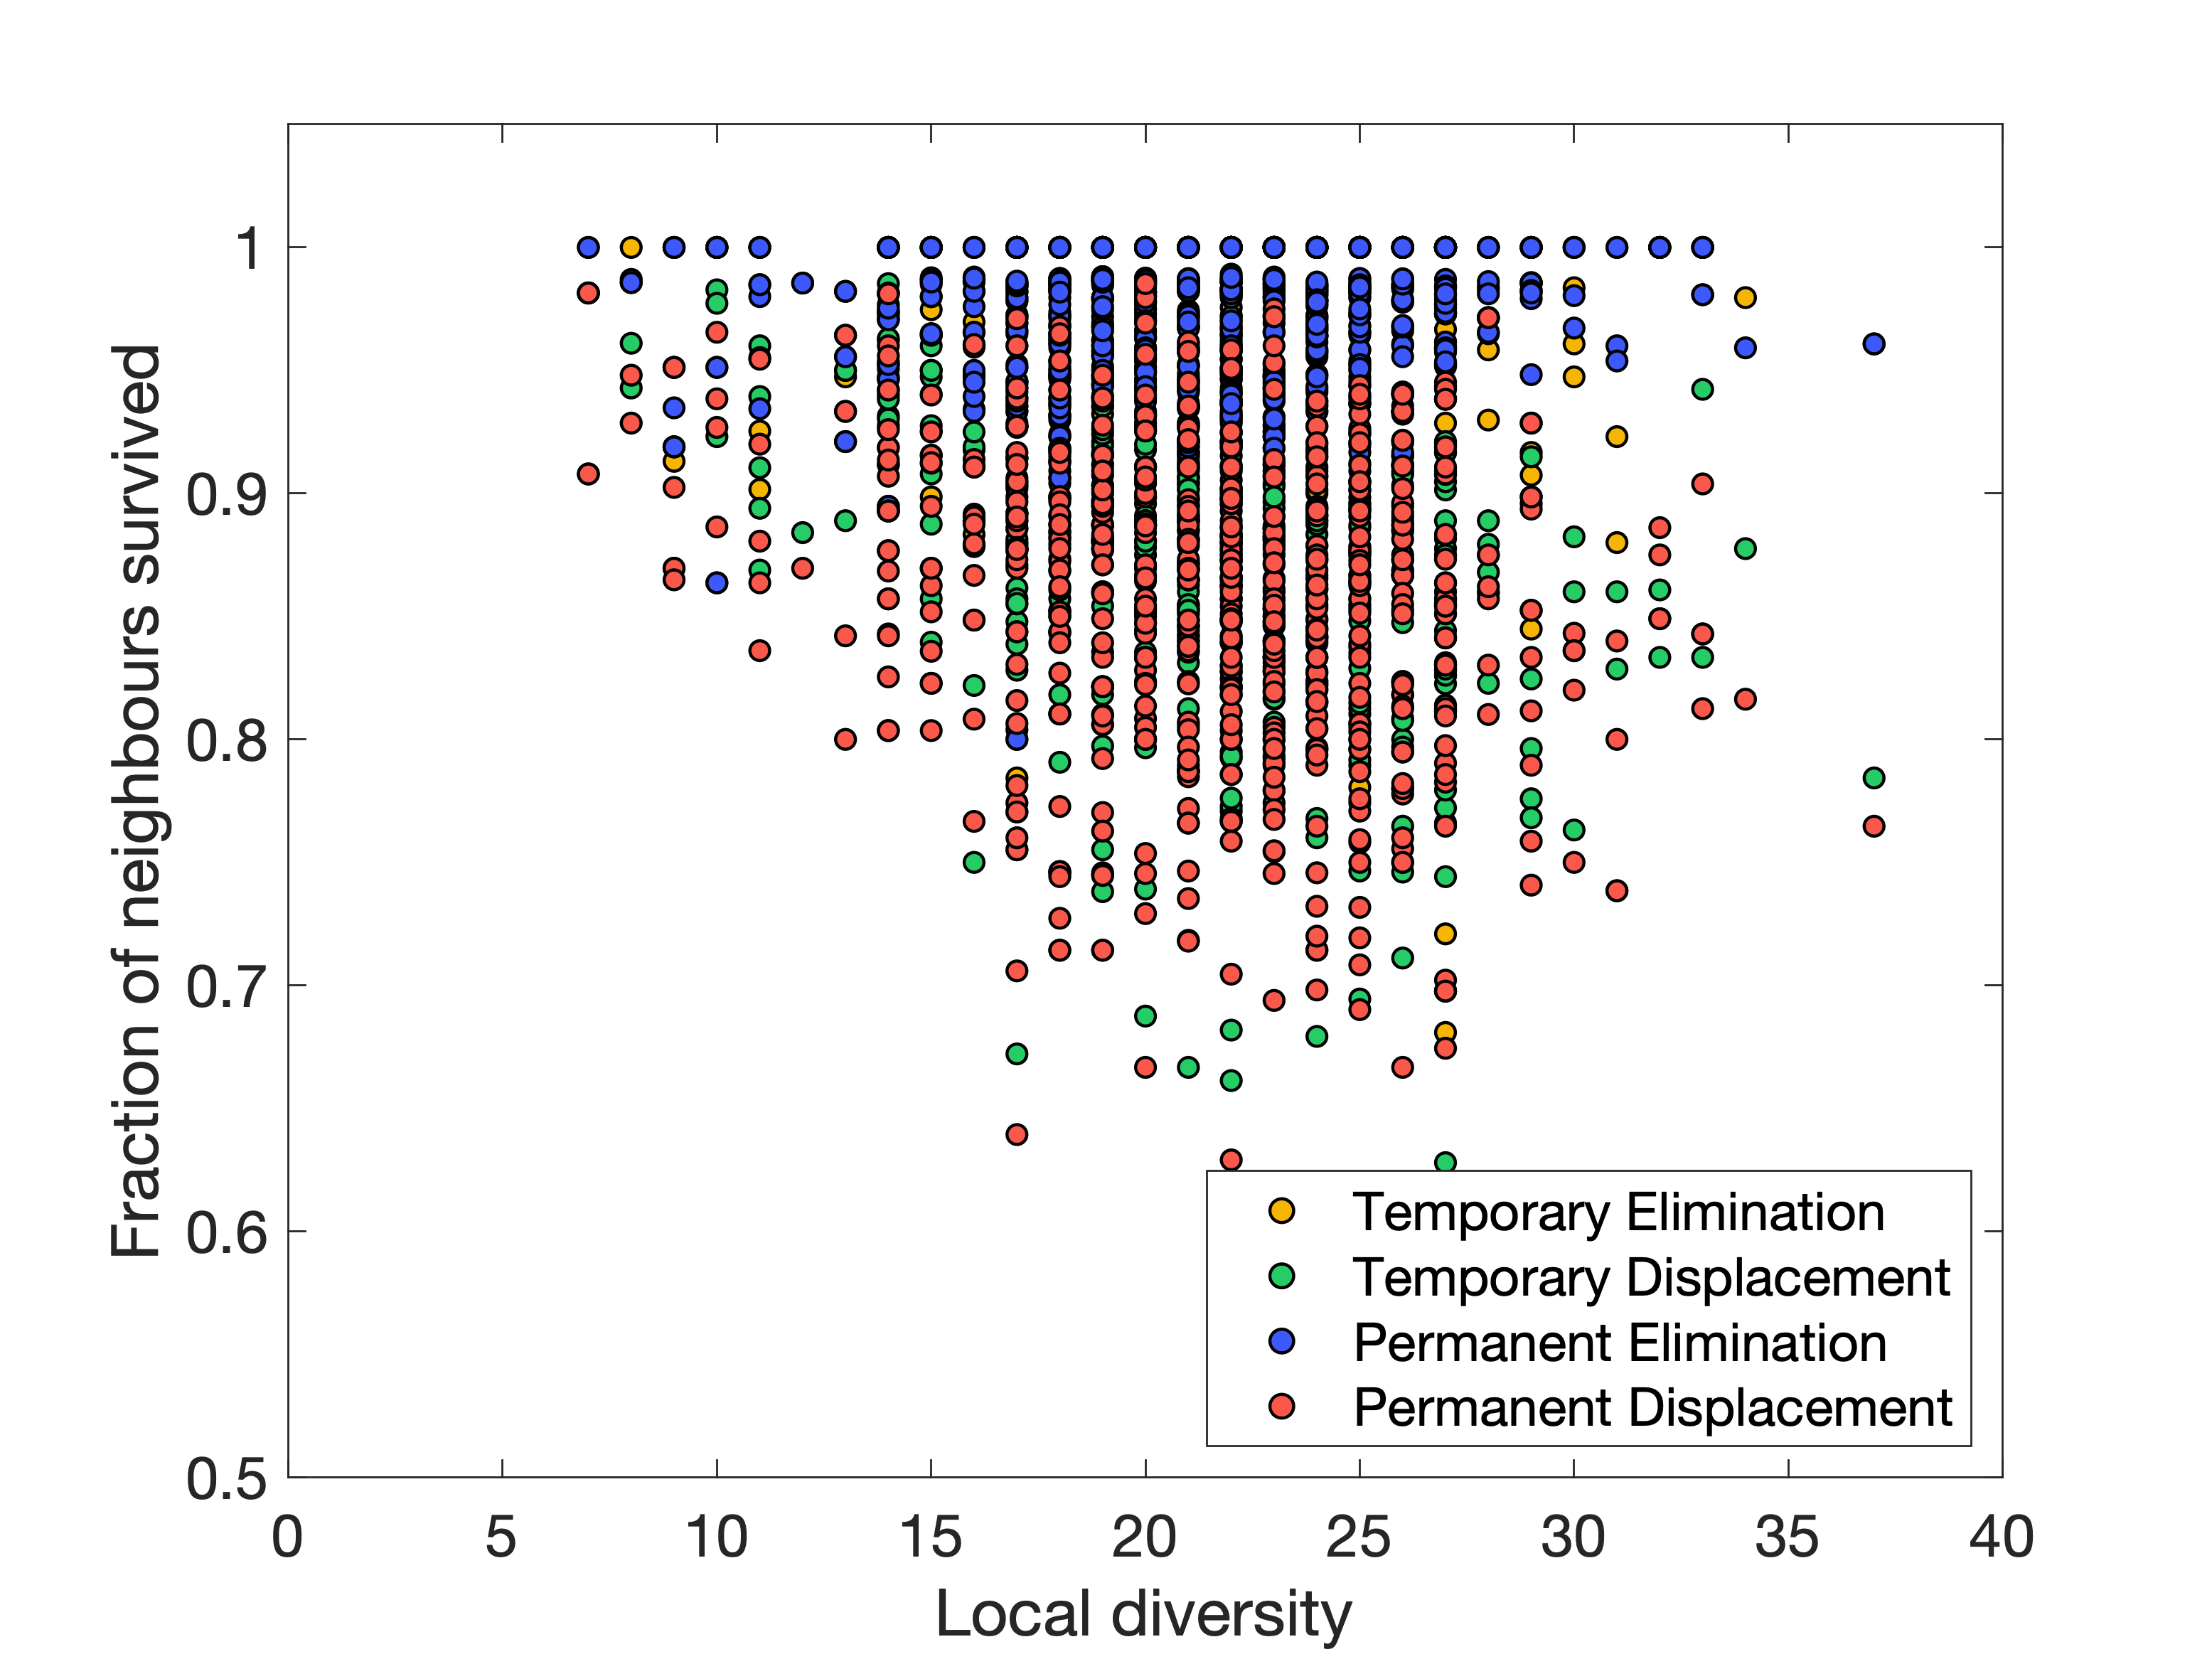 Fraction of neighbours survived
1
0.9
0.8
0.7
0.6
0.5
0 5 10 15 20 25 30 35 40
Local diversity
Temporary Elimination
Temporary Displacement
Permanent Elimination
Permanent Displacement